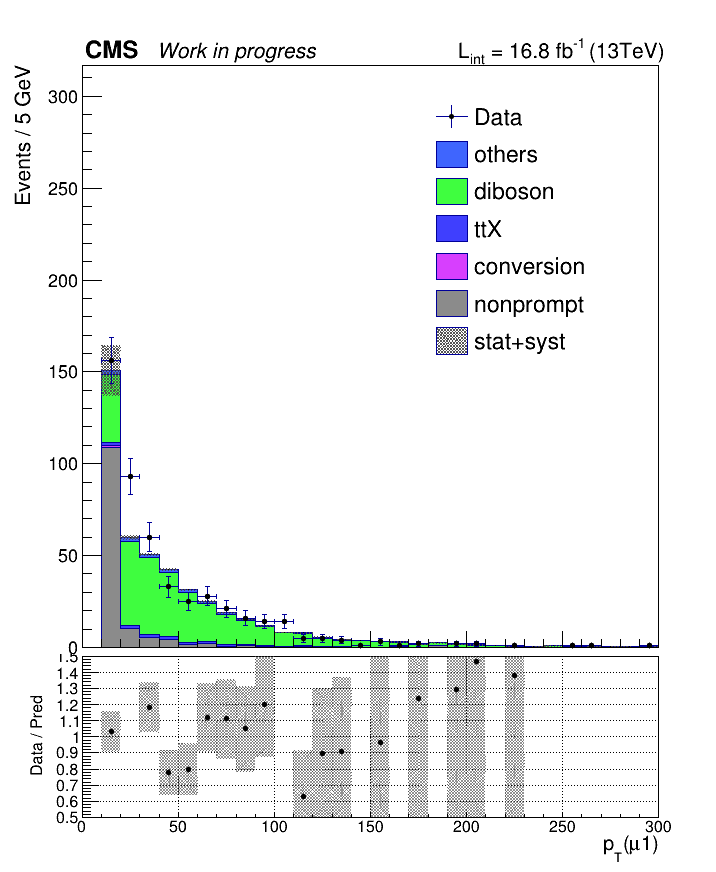 CMS Work in progress L_int = 16.8 fb^-1 (13TeV)
Events / 5 GeV
300
250
200
150
100
50
0
Data
others
diboson
ttX
conversion
nonprompt
stat+syst
Data / Pred
1.5
1.4
1.3
1.2
1.1
1
0.9
0.8
0.7
0.6
0.5
0 50 100 150 200 250 300
p_T(μ1)